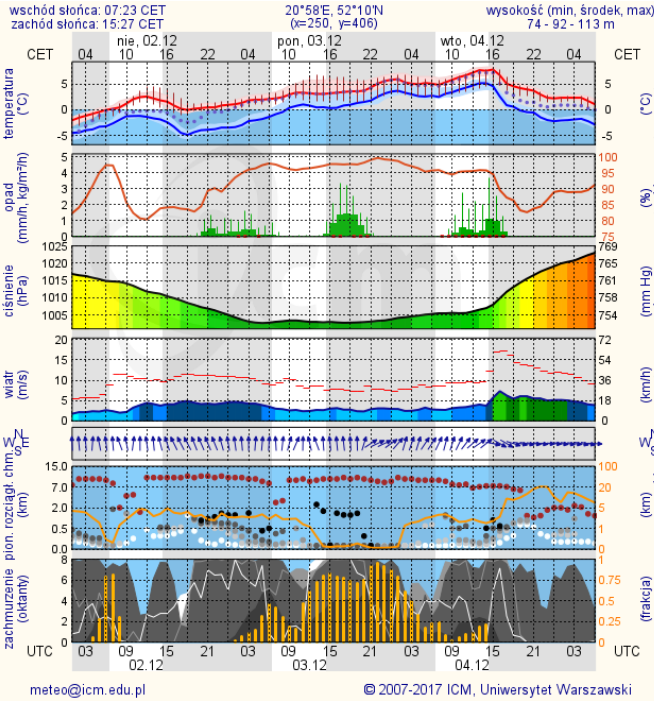 wschód słońca: 07:23 CET 20°58'E, 52°10'N wysokość (min, środek, max)
zachód słońca: 15:27 CET (x=250, y=406) 74 - 92 - 113 m
nie, 02.12 pon, 03.12 wto, 04.12
CET 04 10 16 22 04 10 16 22 04 10 16 22 04 CET
temperatura (°C) 5 0 -5 5 0 -5 (°C)
opad (mm/h, kg/m²/h) 5 4 3 2 1 0 100 95 90 85 80 75 (%)
ciśnienie (hPa) 1025 1020 1015 1010 1005 769 765 761 758 754 (mm Hg)
wiatr (m/s) 20 15 10 5 0 72 54 36 18 0 (km/h)
N W E S N W S
pion. rozciągł. chm. (km) 15.0 7.0 2.0 0.5 0.0 100 20 5 1 0 (km)
zachmurzenie (oktanty) 8 6 4 2 0 1 0.75 0.5 0.25 0 (frakcja)
UTC 03 09 15 21 03 09 15 21 03 09 15 21 03 UTC
02.12 03.12 04.12
meteo@icm.edu.pl © 2007-2017 ICM, Uniwersytet Warszawski